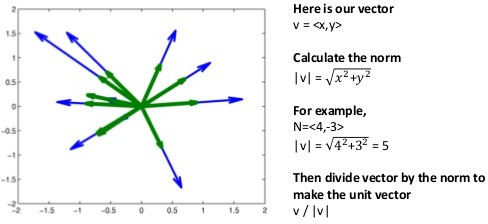 2
1.5
1
0.5
0
−0.5
−1
−1.5
−2
−2 −1.5 −1 −0.5 0 0.5 1 1.5 2
Here is our vector
v = <x,y>
Calculate the norm
|v| = √x²+y²
For example,
N=<4,-3>
|v| = √4²+3² = 5
Then divide vector by the norm to
make the unit vector
v / |v|